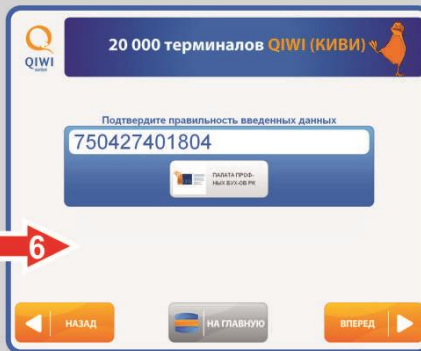 QIWI
20 000 терминалов QIWI (КИВИ)
Подтвердите правильность введенных данных
750427401804
ПАЛАТА ПРОФ-
НЫХ БУХ-ОВ РК
6
НАЗАД
НА ГЛАВНУЮ
ВПЕРЕД